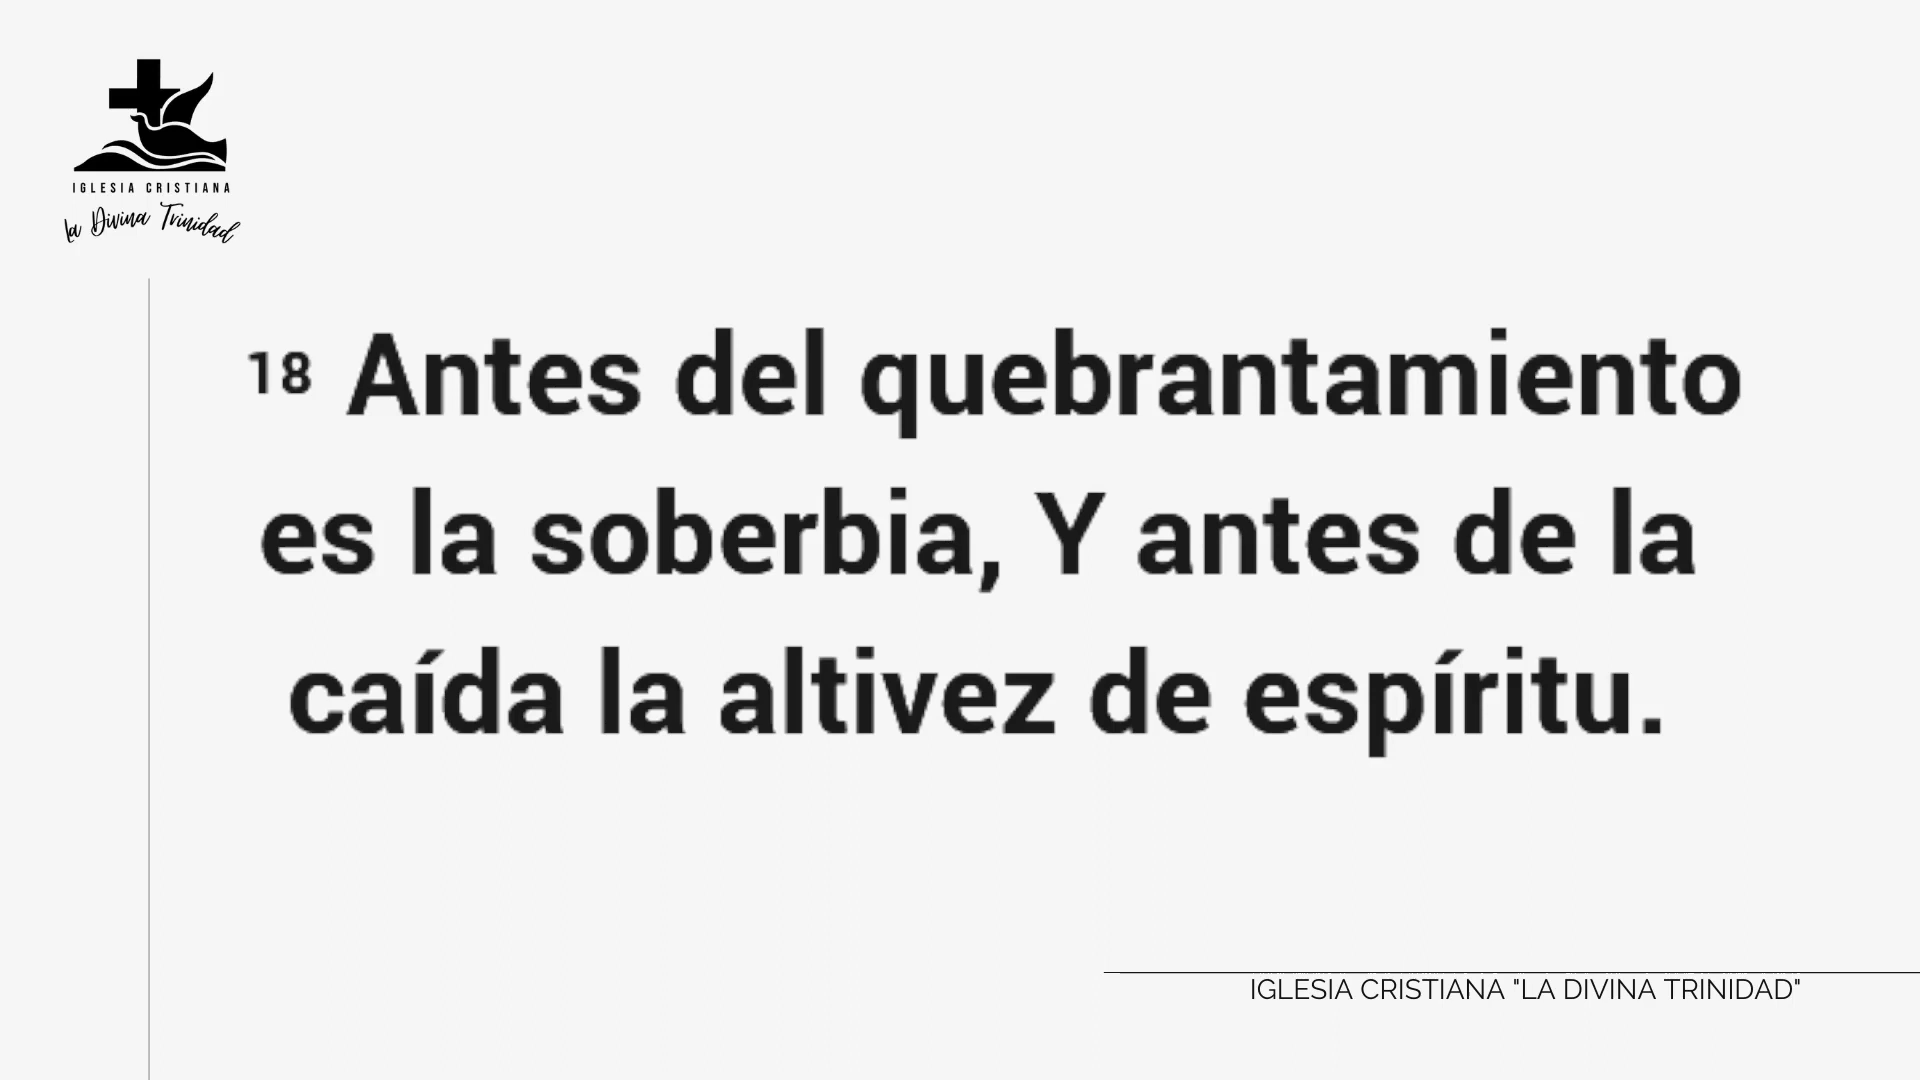 IGLESIA CRISTIANA
La Divina Trinidad
18 Antes del quebrantamiento
es la soberbia, Y antes de la
caída la altivez de espíritu.
IGLESIA CRISTIANA "LA DIVINA TRINIDAD"